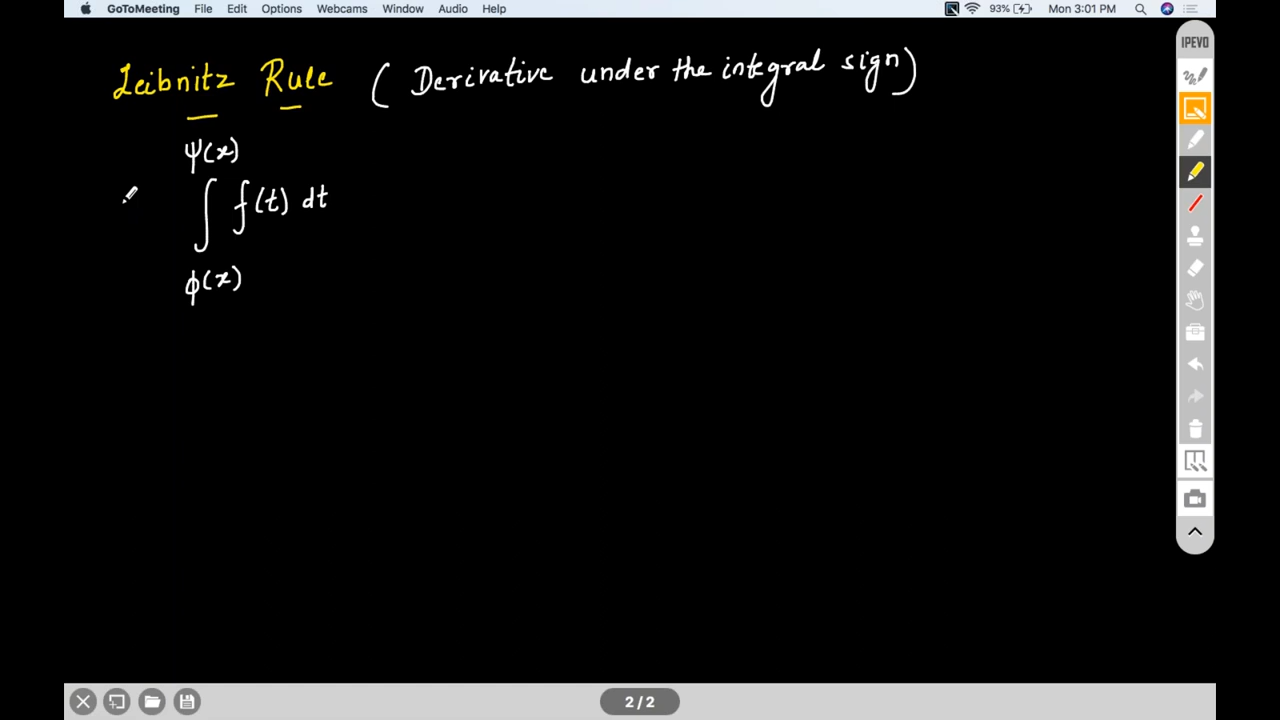 GoToMeeting File Edit Options Webcams Window Audio Help 93% Mon 3:01 PM
IPEVO
Leibnitz Rule ( Derivative under the integral sign)
ψ(x)
∫ f(t) dt
ϕ(x)
2/2